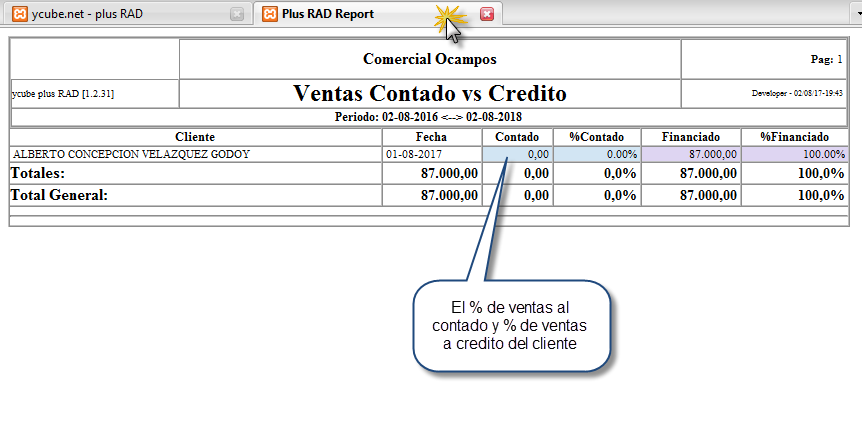 ycube.net - plus RAD
Plus RAD Report
Comercial Ocampos
Pag: 1
ycube plus RAD [1.2.31]
Ventas Contado vs Credito
Developer - 02/08/17-19:43
Periodo: 02-08-2016 <--> 02-08-2018
Cliente Fecha Contado %Contado Financiado %Financiado
ALBERTO CONCEPCION VELAZQUEZ GODOY 01-08-2017 0,00 0.00% 87.000,00 100.00%
Totales: 87.000,00 0,00 0,0% 87.000,00 100,0%
Total General: 87.000,00 0,00 0,0% 87.000,00 100,0%
El % de ventas al
contado y % de ventas
a credito del cliente